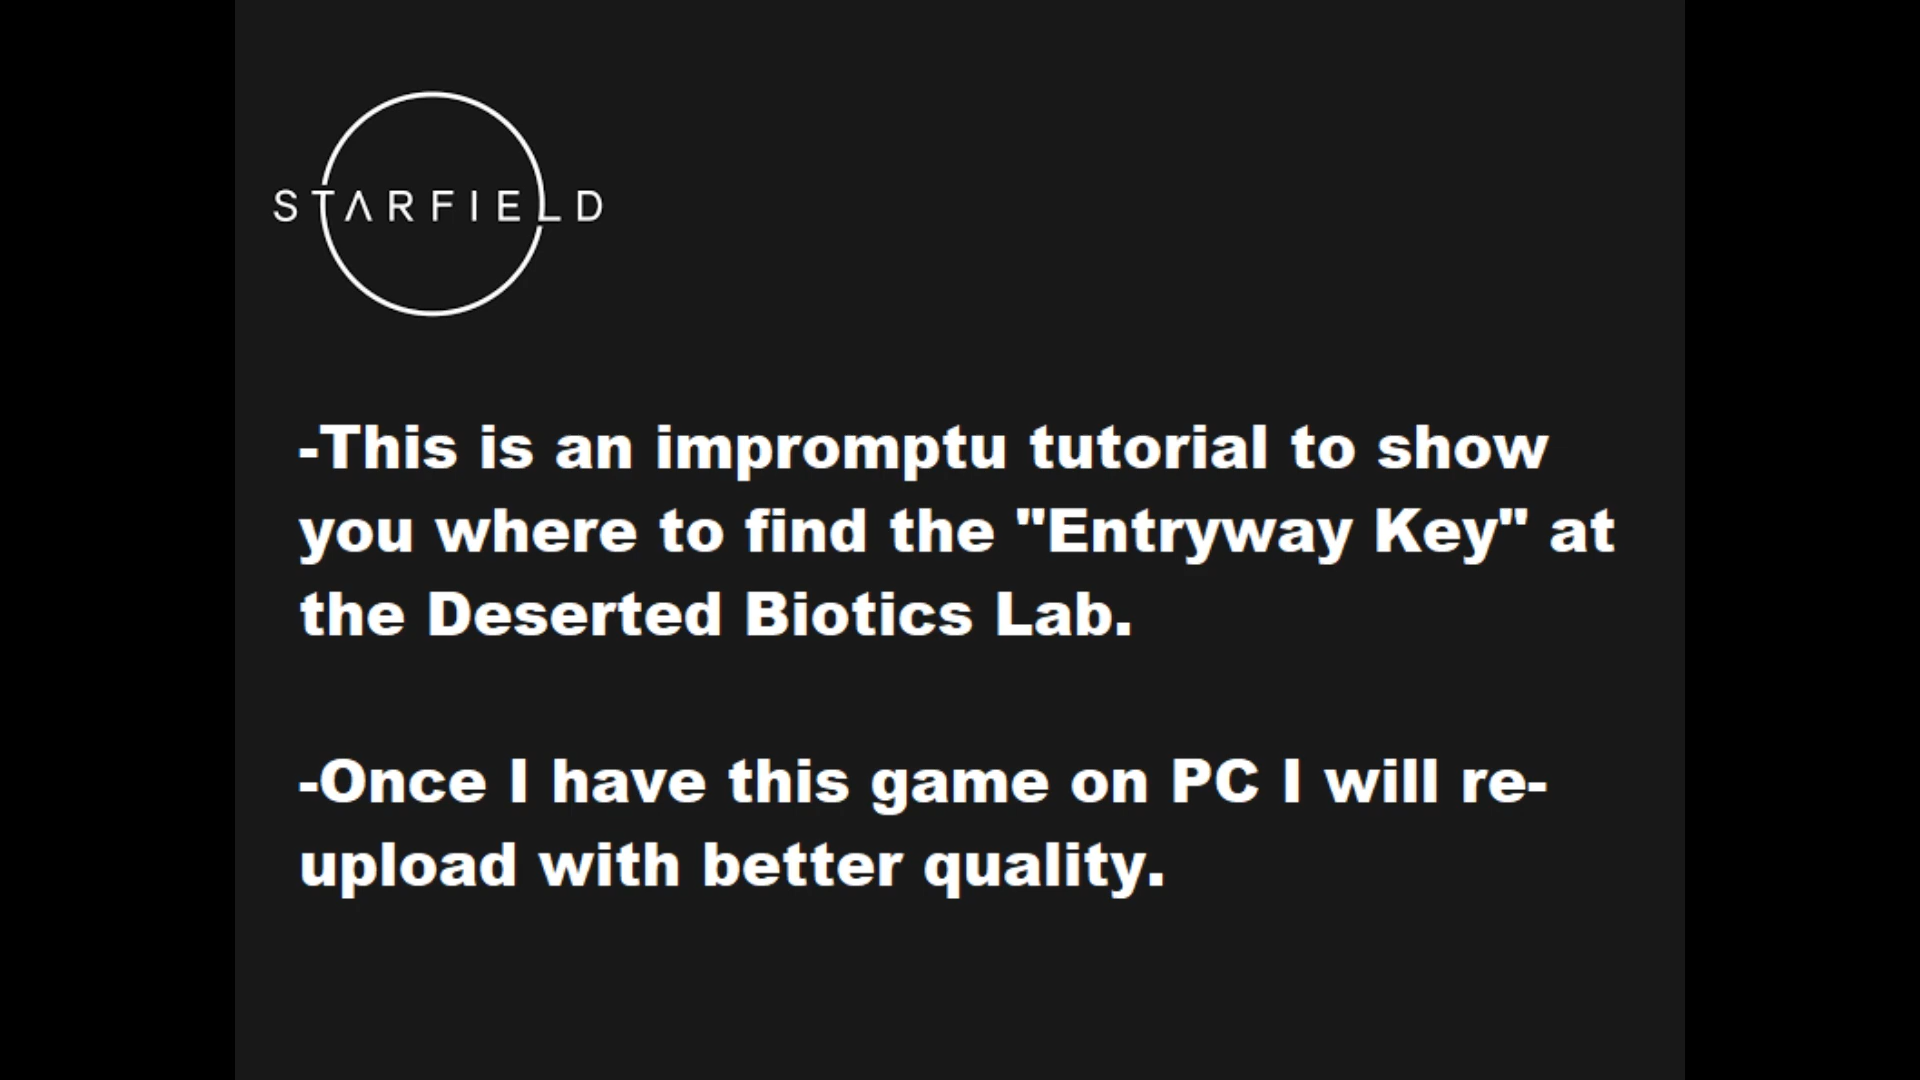 STARFIELD
-This is an impromptu tutorial to show
you where to find the "Entryway Key" at
the Deserted Biotics Lab.
-Once I have this game on PC I will re-
upload with better quality.